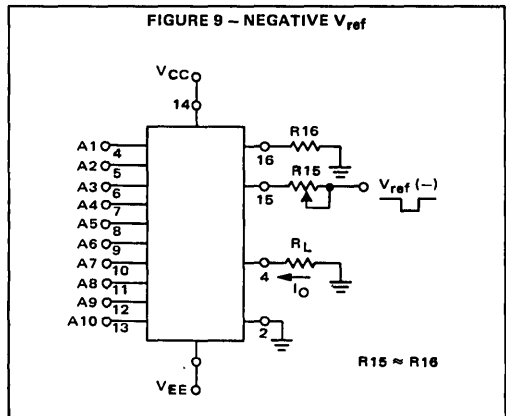 FIGURE 9 – NEGATIVE Vref
VCC
14
A1 4
A2 5
A3 6
A4 7
A5 8
A6 9
A7 10
A8 11
A9 12
A10 13
16 R16
15 R15 Vref (–)
4 RL
IO
2
VEE
R15 ≈ R16